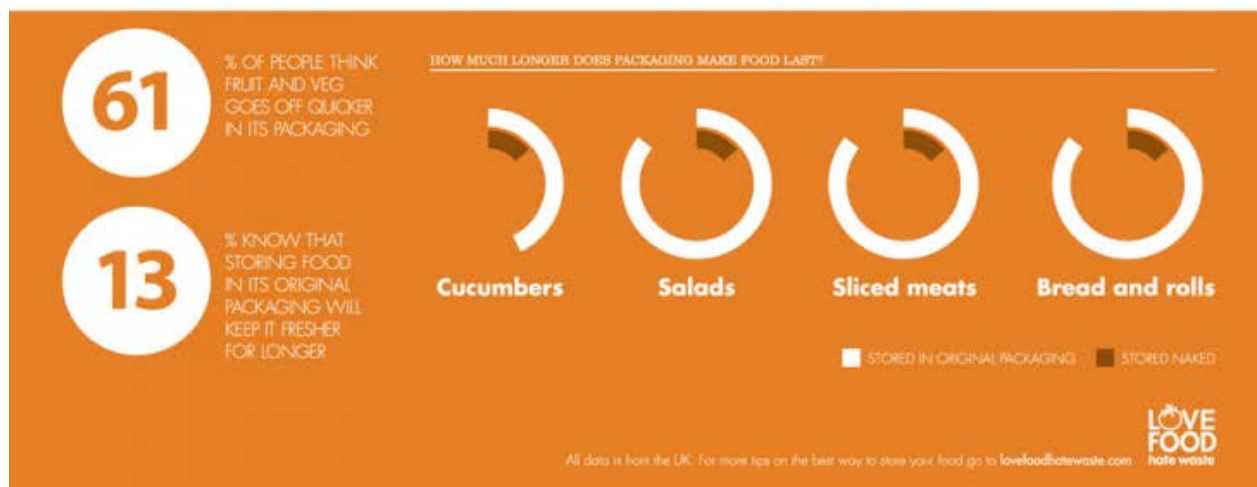 61
% OF PEOPLE THINK
FRUIT AND VEG
GOES OFF QUICKER
IN ITS PACKAGING
13
% KNOW THAT
STORING FOOD
IN ITS ORIGINAL
PACKAGING WILL
KEEP IT FRESHER
FOR LONGER
HOW MUCH LONGER DOES PACKAGING MAKE FOOD LAST?
Cucumbers
Salads
Sliced meats
Bread and rolls
STORED IN ORIGINAL PACKAGING
STORED NAKED
All data is from the UK. For more tips on the best way to store your food go to lovefoodhatewaste.com
LOVE
FOOD
hate waste